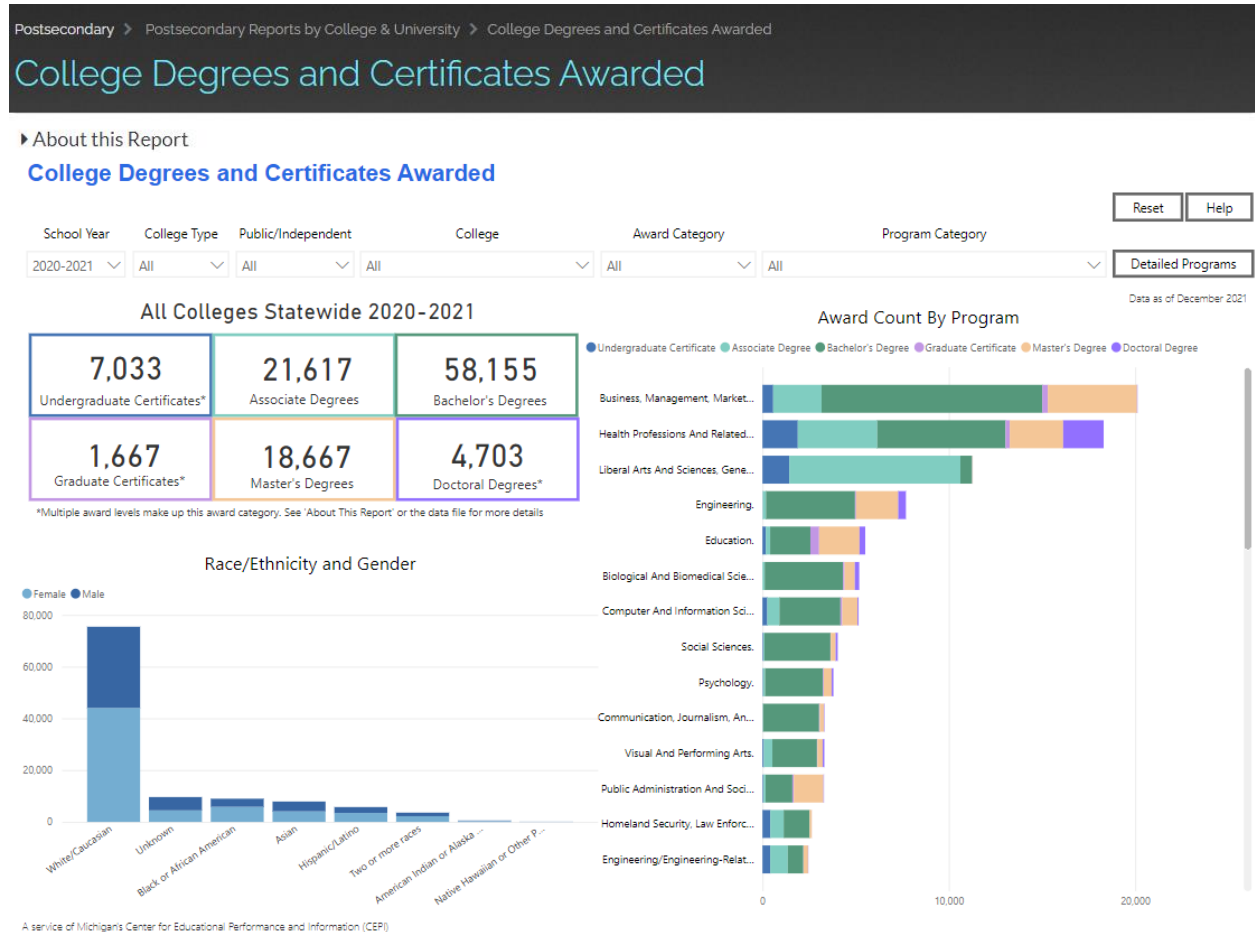 Postsecondary > Postsecondary Reports by College & University > College Degrees and Certificates Awarded
College Degrees and Certificates Awarded
About this Report
College Degrees and Certificates Awarded
Reset Help
School Year College Type Public/Independent College Award Category Program Category
2020-2021 All All All All All Detailed Programs
Data as of December 2021
All Colleges Statewide 2020-2021
7,033 21,617 58,155
Undergraduate Certificates* Associate Degrees Bachelor's Degrees
1,667 18,667 4,703
Graduate Certificates* Master's Degrees Doctoral Degrees*
*Multiple award levels make up this award category. See 'About This Report' or the data file for more details
Race/Ethnicity and Gender
Female Male
80,000
60,000
40,000
20,000
0
White/Caucasian
Unknown
Black or African American
Asian
Hispanic/Latino
Two or more races
American Indian or Alaska ...
Native Hawaiian or Other P...
Award Count By Program
Undergraduate Certificate Associate Degree Bachelor's Degree Graduate Certificate Master's Degree Doctoral Degree
Business, Management, Market...
Health Professions And Related...
Liberal Arts And Sciences, Gene...
Engineering.
Education.
Biological And Biomedical Scie...
Computer And Information Sci...
Social Sciences.
Psychology.
Communication, Journalism, An...
Visual And Performing Arts.
Public Administration And Soci...
Homeland Security, Law Enforc...
Engineering/Engineering-Relat...
0 10,000 20,000
A service of Michigan's Center for Educational Performance and Information (CEPI)